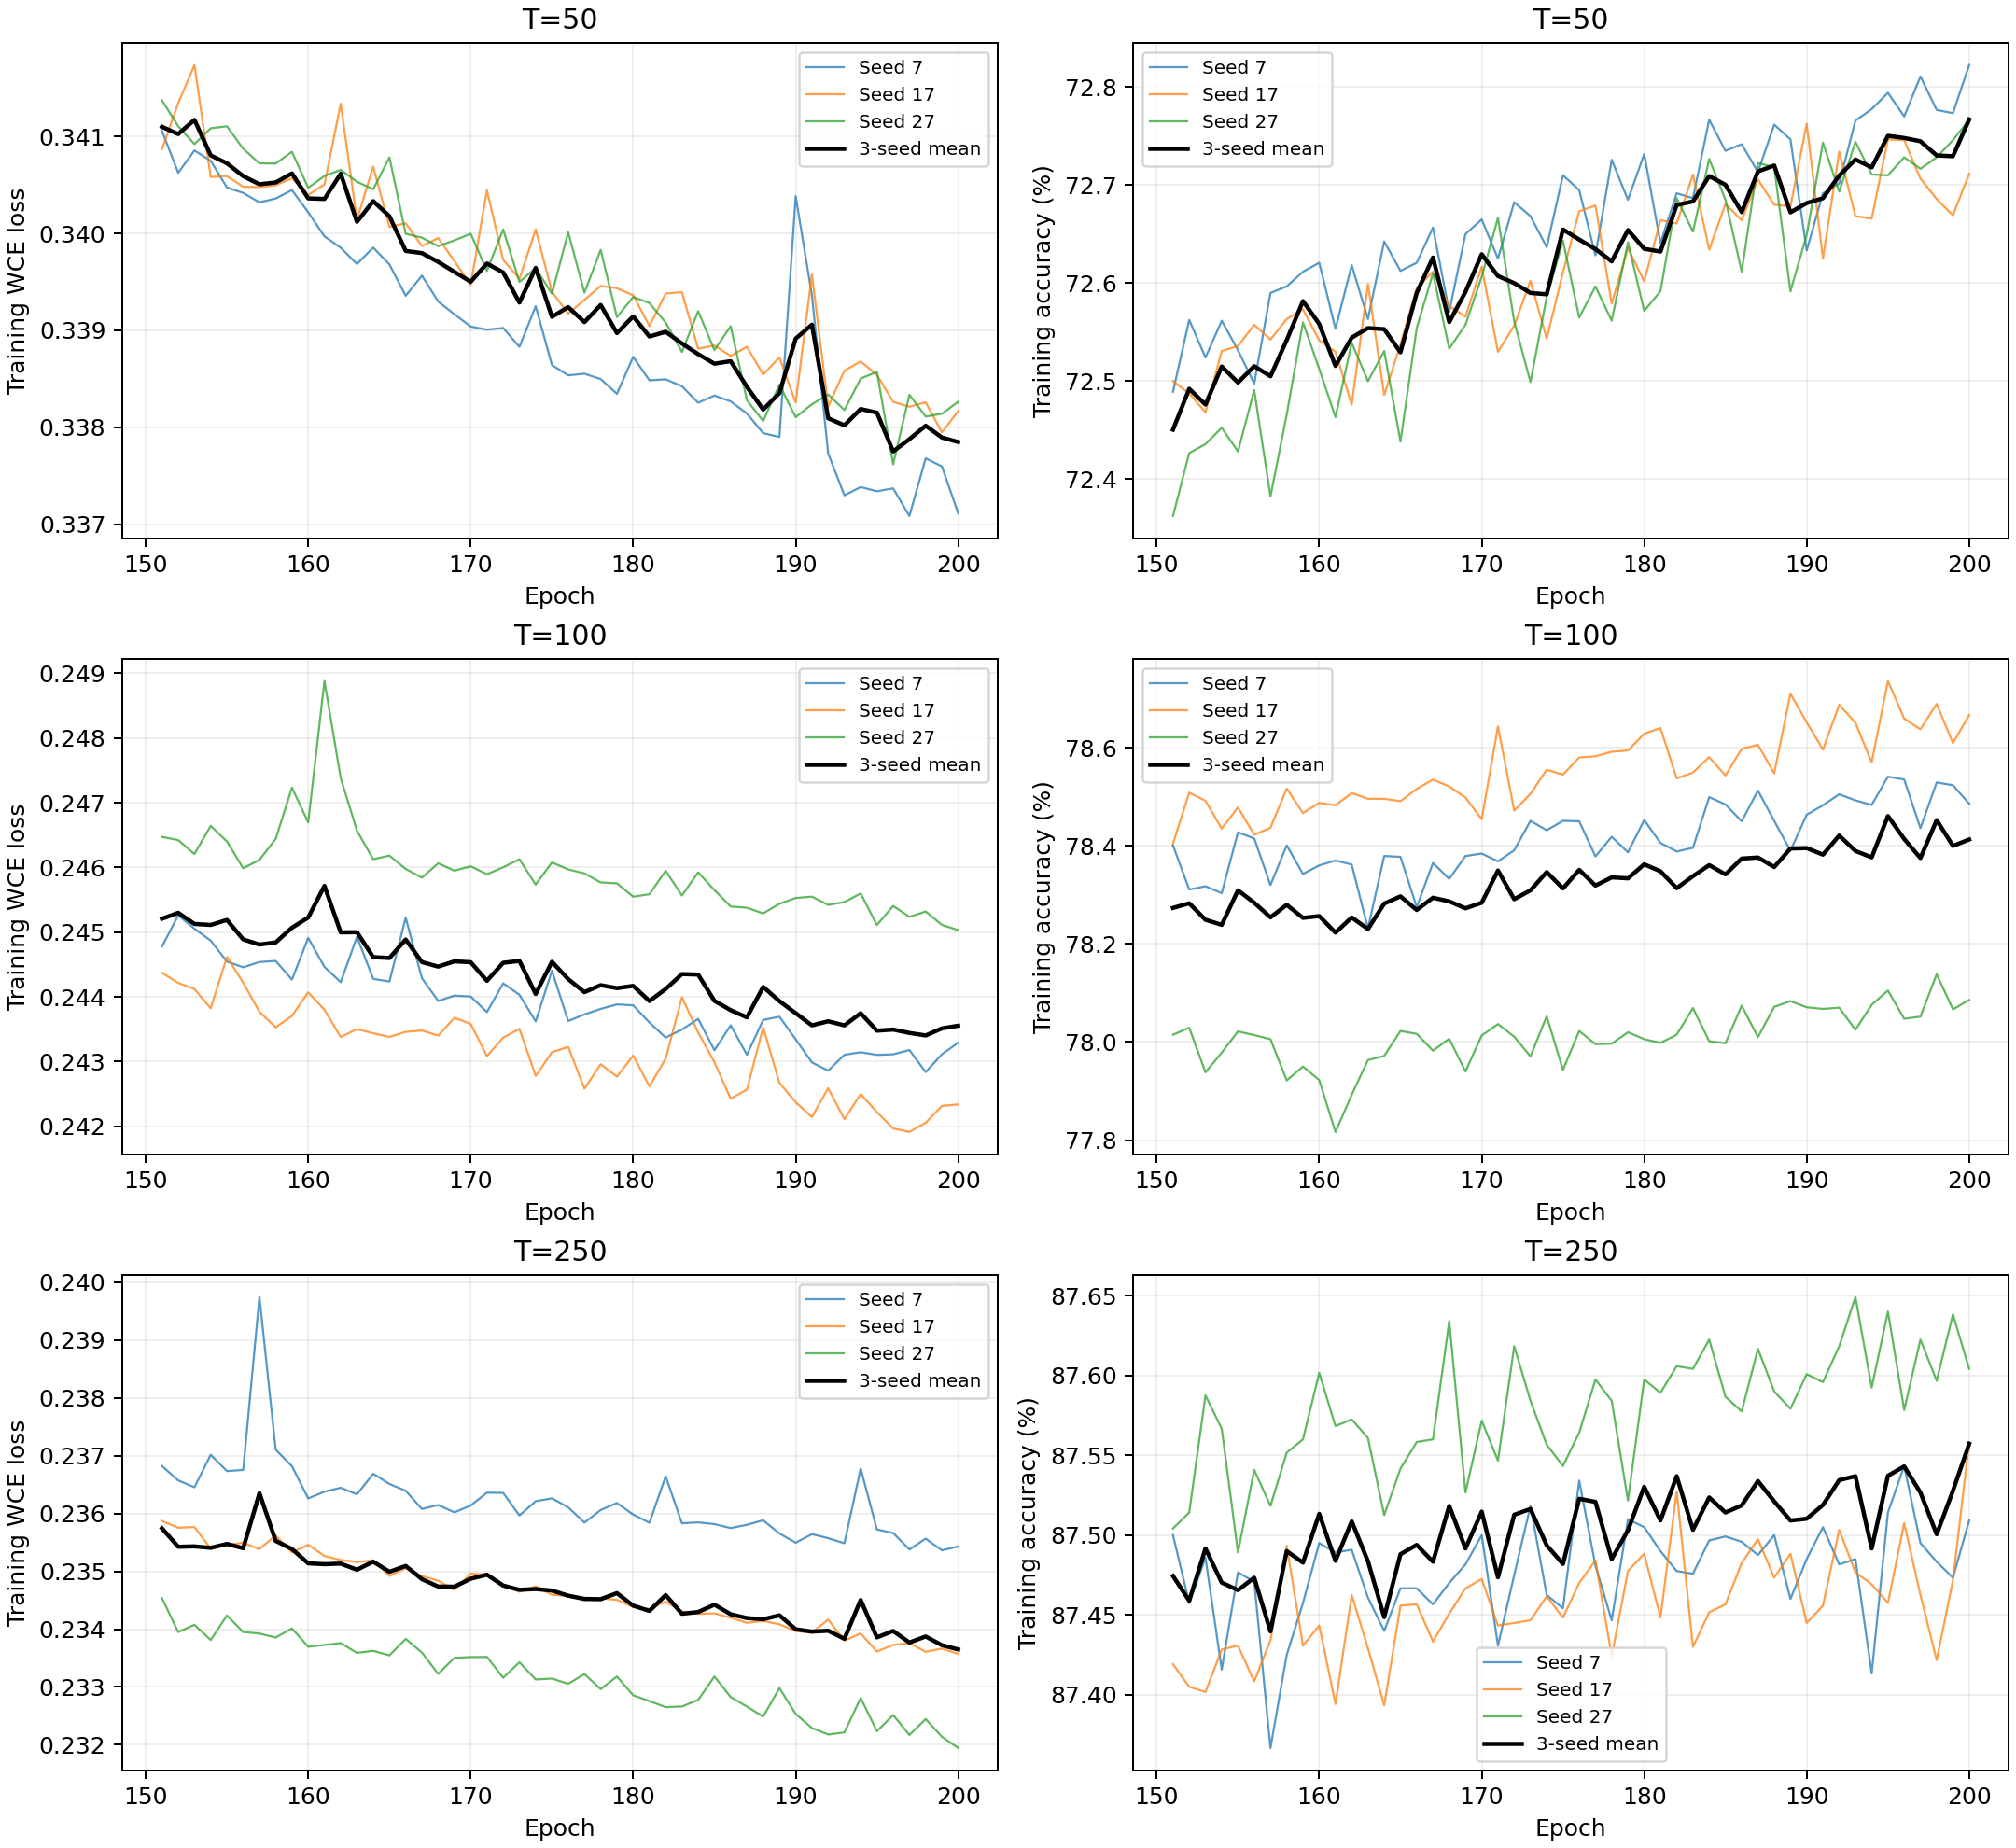 T=50
Training WCE loss
0.341
0.340
0.339
0.338
0.337
Seed 7
Seed 17
Seed 27
3-seed mean
150 160 170 180 190 200
Epoch
T=50
Training accuracy (%)
72.8
72.7
72.6
72.5
72.4
Seed 7
Seed 17
Seed 27
3-seed mean
150 160 170 180 190 200
Epoch
T=100
Training WCE loss
0.249
0.248
0.247
0.246
0.245
0.244
0.243
0.242
Seed 7
Seed 17
Seed 27
3-seed mean
150 160 170 180 190 200
Epoch
T=100
Training accuracy (%)
78.6
78.4
78.2
78.0
77.8
Seed 7
Seed 17
Seed 27
3-seed mean
150 160 170 180 190 200
Epoch
T=250
Training WCE loss
0.240
0.239
0.238
0.237
0.236
0.235
0.234
0.233
0.232
Seed 7
Seed 17
Seed 27
3-seed mean
150 160 170 180 190 200
Epoch
T=250
Training accuracy (%)
87.65
87.60
87.55
87.50
87.45
87.40
Seed 7
Seed 17
Seed 27
3-seed mean
150 160 170 180 190 200
Epoch